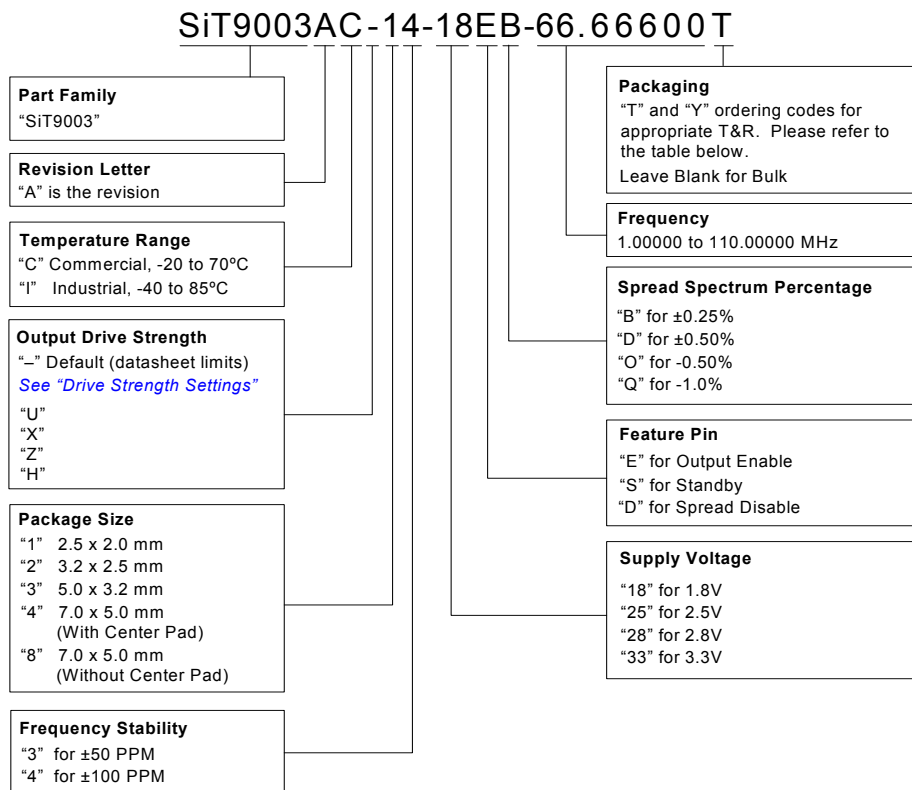 SiT9003AC-14-18EB-66.66600T
Part Family
“SiT9003”
Revision Letter
“A” is the revision
Temperature Range
“C” Commercial, -20 to 70ºC
“I” Industrial, -40 to 85ºC
Output Drive Strength
“–” Default (datasheet limits)
See “Drive Strength Settings”
“U”
“X”
“Z”
“H”
Package Size
“1” 2.5 x 2.0 mm
“2” 3.2 x 2.5 mm
“3” 5.0 x 3.2 mm
“4” 7.0 x 5.0 mm
(With Center Pad)
“8” 7.0 x 5.0 mm
(Without Center Pad)
Frequency Stability
“3” for ±50 PPM
“4” for ±100 PPM
Packaging
“T” and “Y” ordering codes for
appropriate T&R. Please refer to
the table below.
Leave Blank for Bulk
Frequency
1.00000 to 110.00000 MHz
Spread Spectrum Percentage
“B” for ±0.25%
“D” for ±0.50%
“O” for -0.50%
“Q” for -1.0%
Feature Pin
“E” for Output Enable
“S” for Standby
“D” for Spread Disable
Supply Voltage
“18” for 1.8V
“25” for 2.5V
“28” for 2.8V
“33” for 3.3V